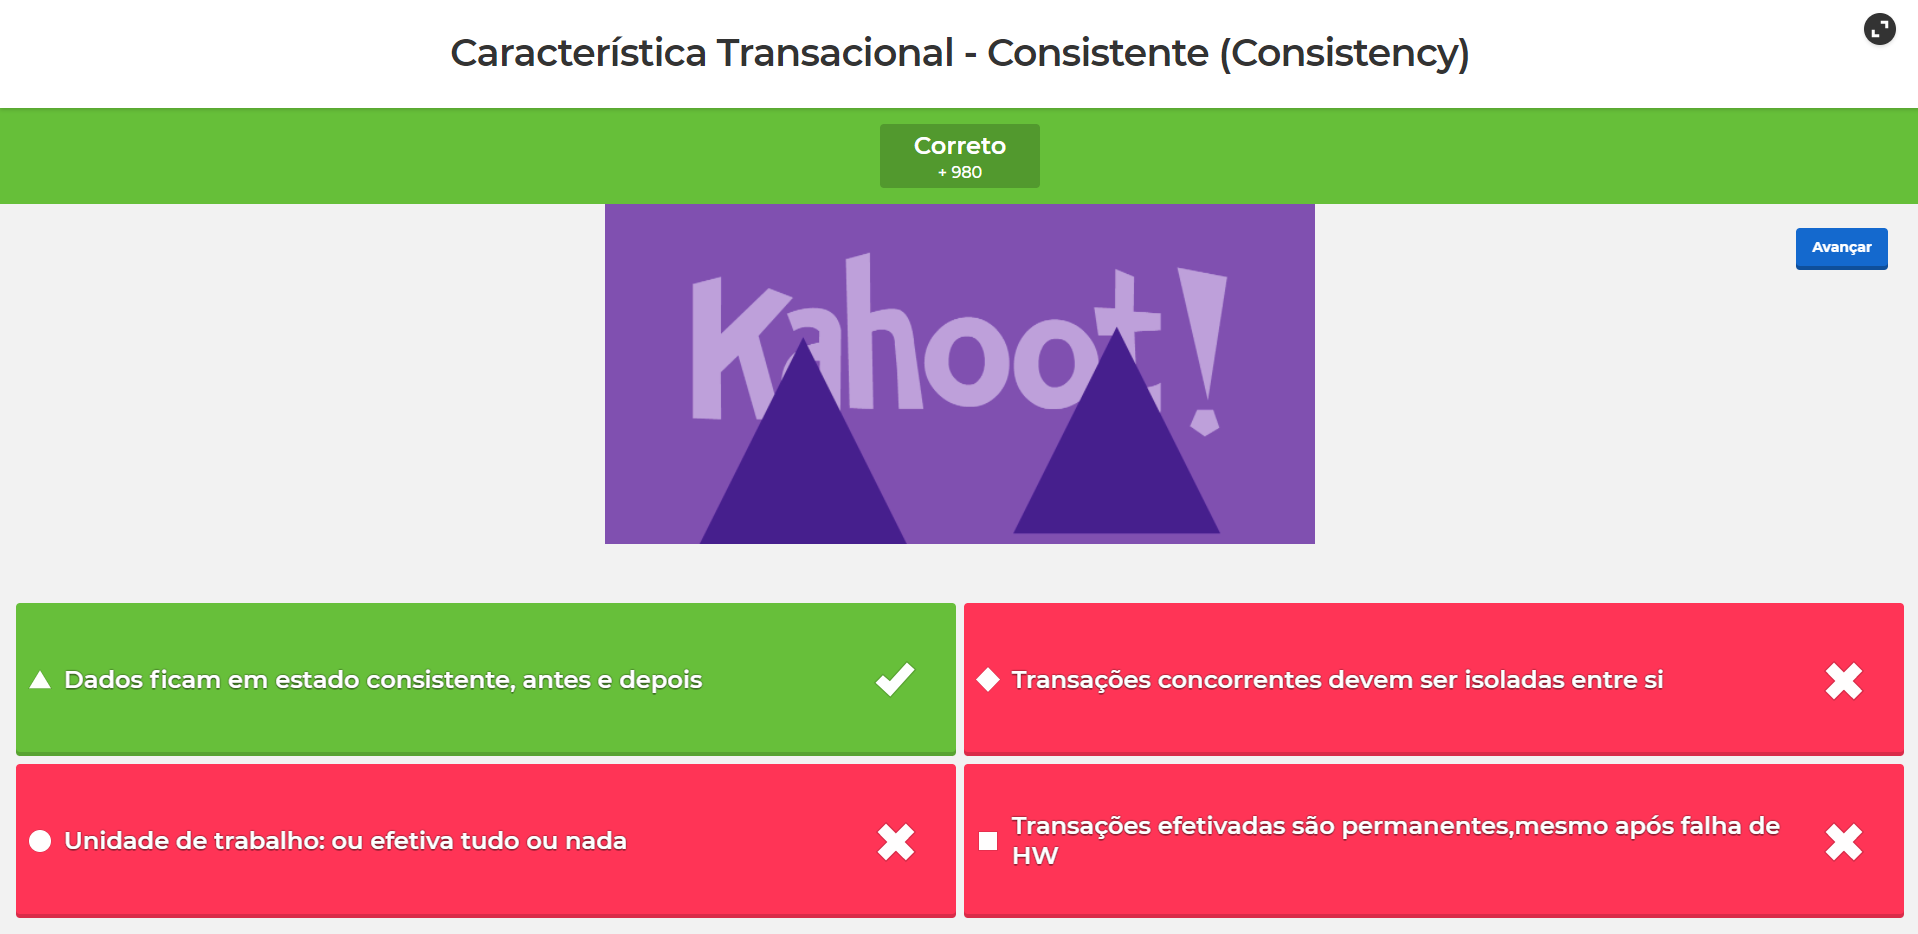 Característica Transacional - Consistente (Consistency)
Correto
+ 980
Kahoot!
Avançar
Dados ficam em estado consistente, antes e depois
Transações concorrentes devem ser isoladas entre si
Unidade de trabalho: ou efetiva tudo ou nada
Transações efetivadas são permanentes,mesmo após falha de
HW